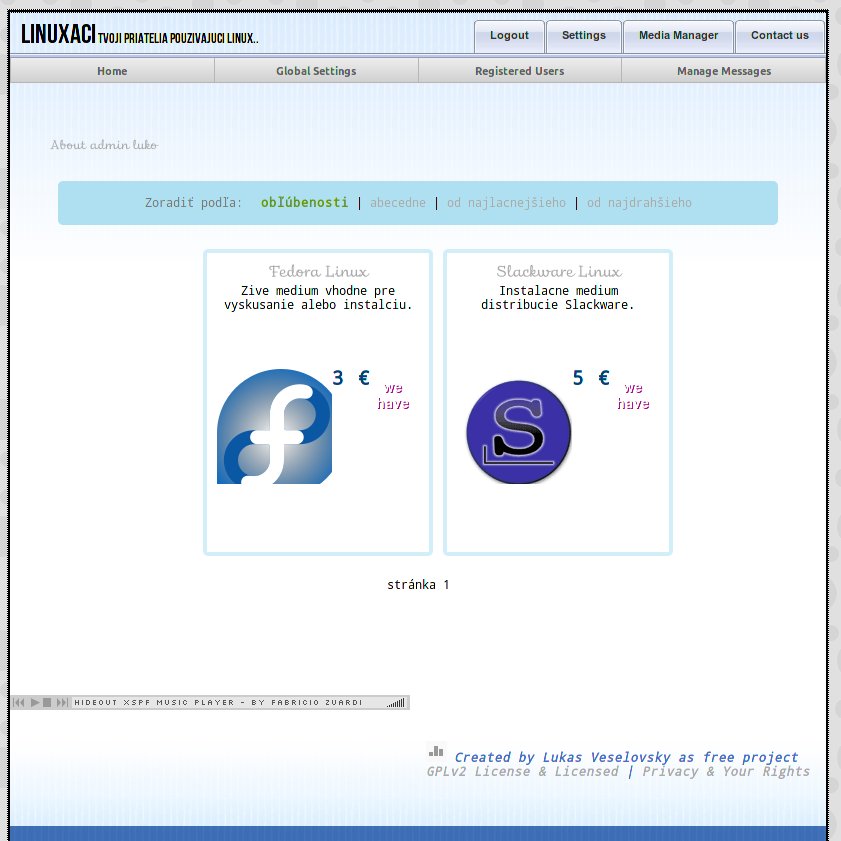 LINUXACI TVOJI PRIATELIA POUZIVAJUCI LINUX..
Logout Settings Media Manager Contact us
Home Global Settings Registered Users Manage Messages
About admin luko
Zoradiť podľa: obľúbenosti | abecedne | od najlacnejšieho | od najdrahšieho
Fedora Linux
Zive medium vhodne pre
vyskusanie alebo instalciu.
3 €
we
have
Slackware Linux
Instalacne medium
distribucie Slackware.
S
5 €
we
have
stránka 1
HIDEOUT XSPF MUSIC PLAYER - BY FABRICIO ZUARDI
Created by Lukas Veselovsky as free project
GPLv2 License & Licensed | Privacy & Your Rights